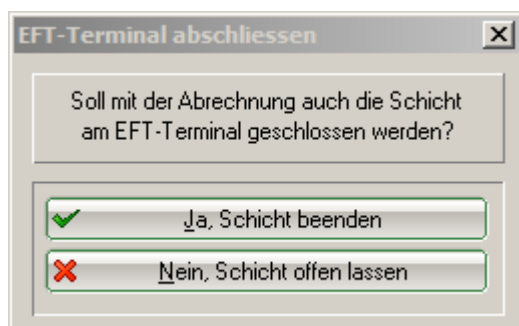 EFT-Terminal abschliessen
Soll mit der Abrechnung auch die Schicht
am EFT-Terminal geschlossen werden?
Ja, Schicht beenden
Nein, Schicht offen lassen